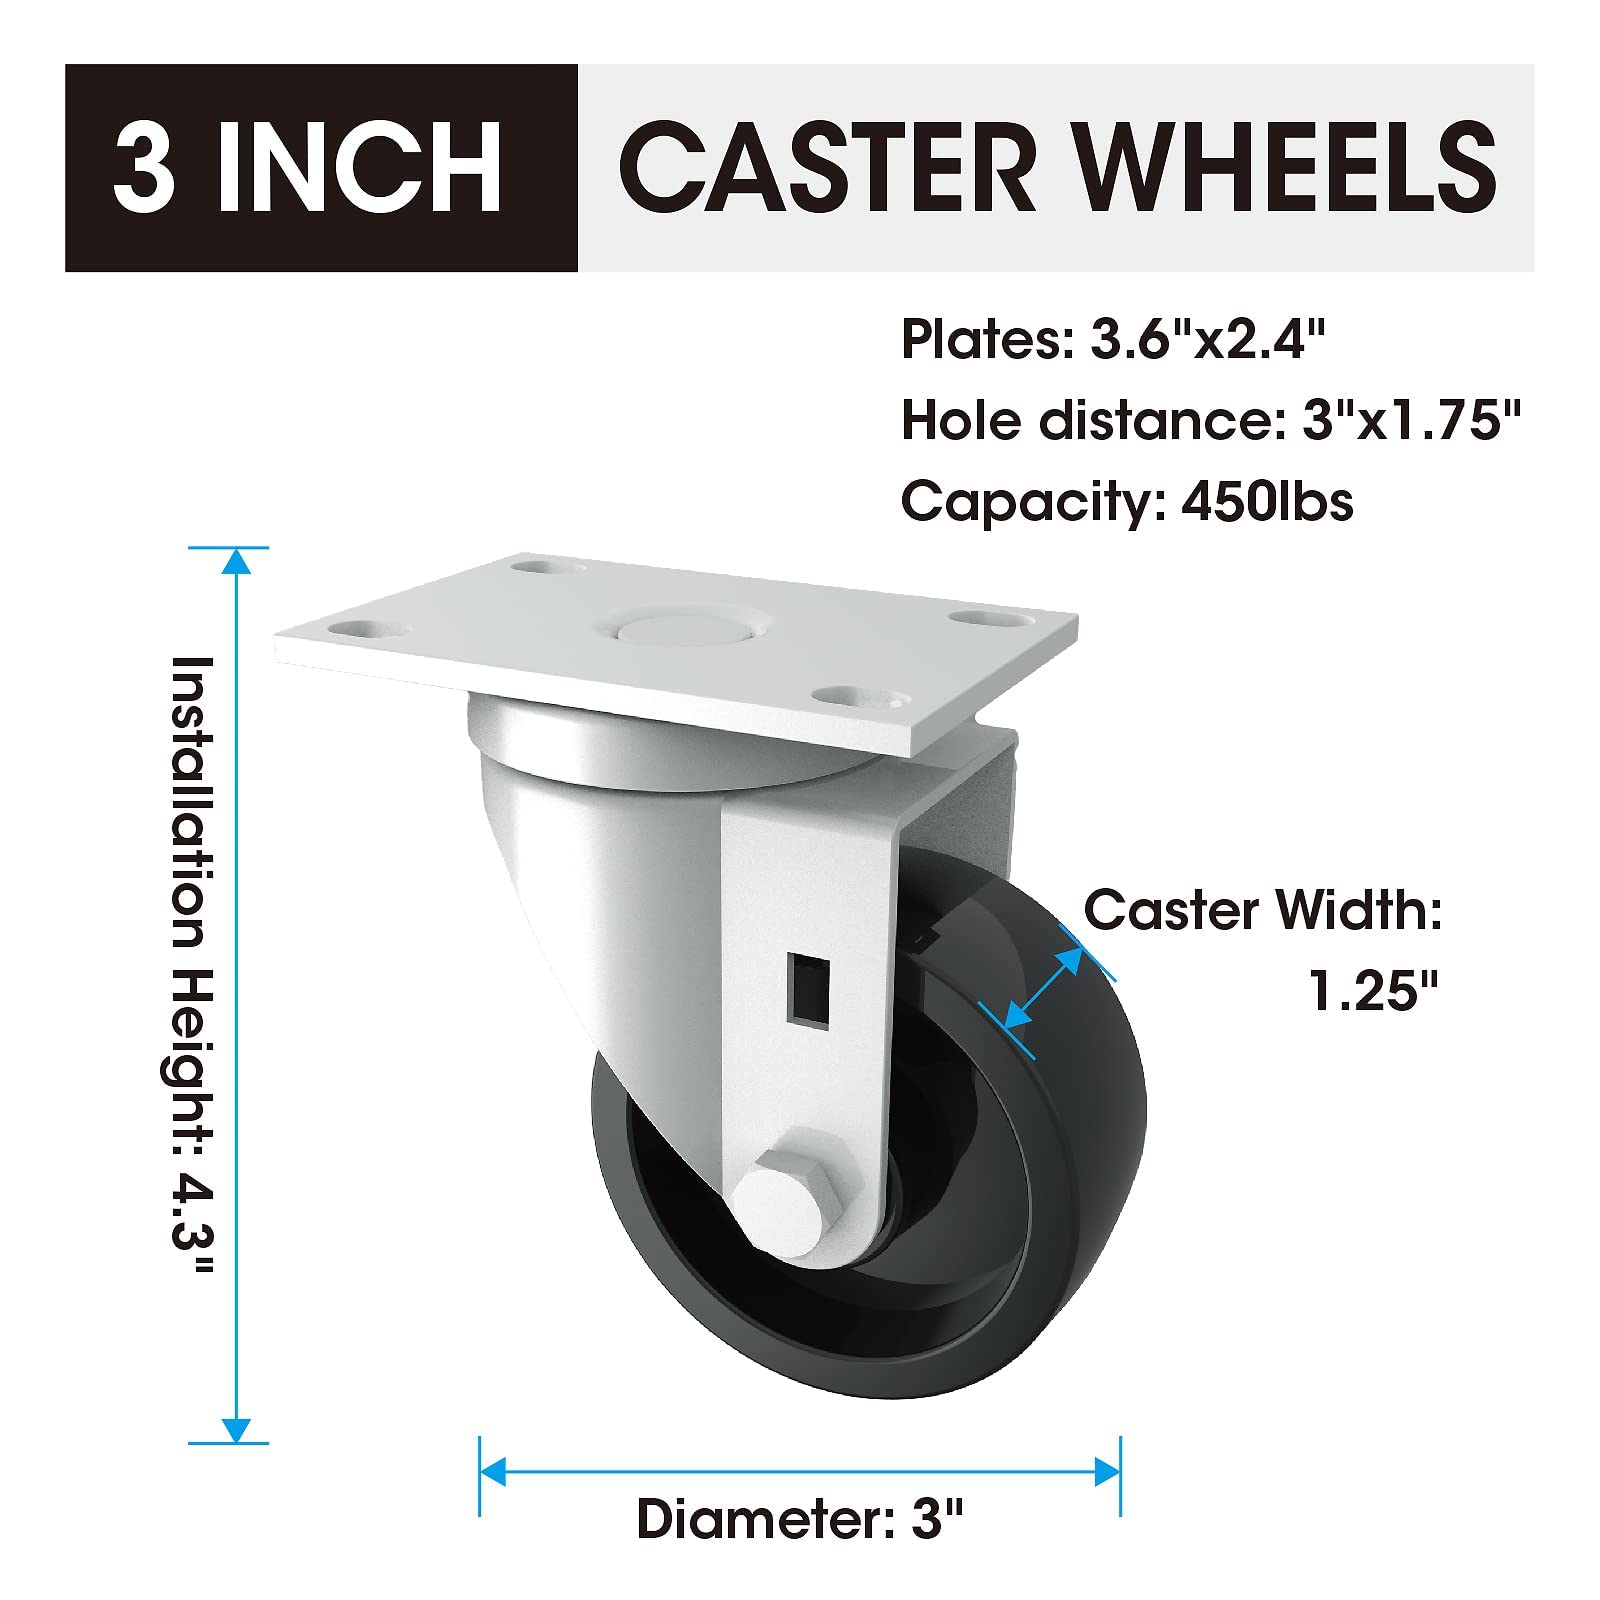 3 INCH CASTER WHEELS
Plates: 3.6"x2.4"
Hole distance: 3"x1.75"
Capacity: 450lbs
Installation Height: 4.3"
Caster Width:
1.25"
Diameter: 3"